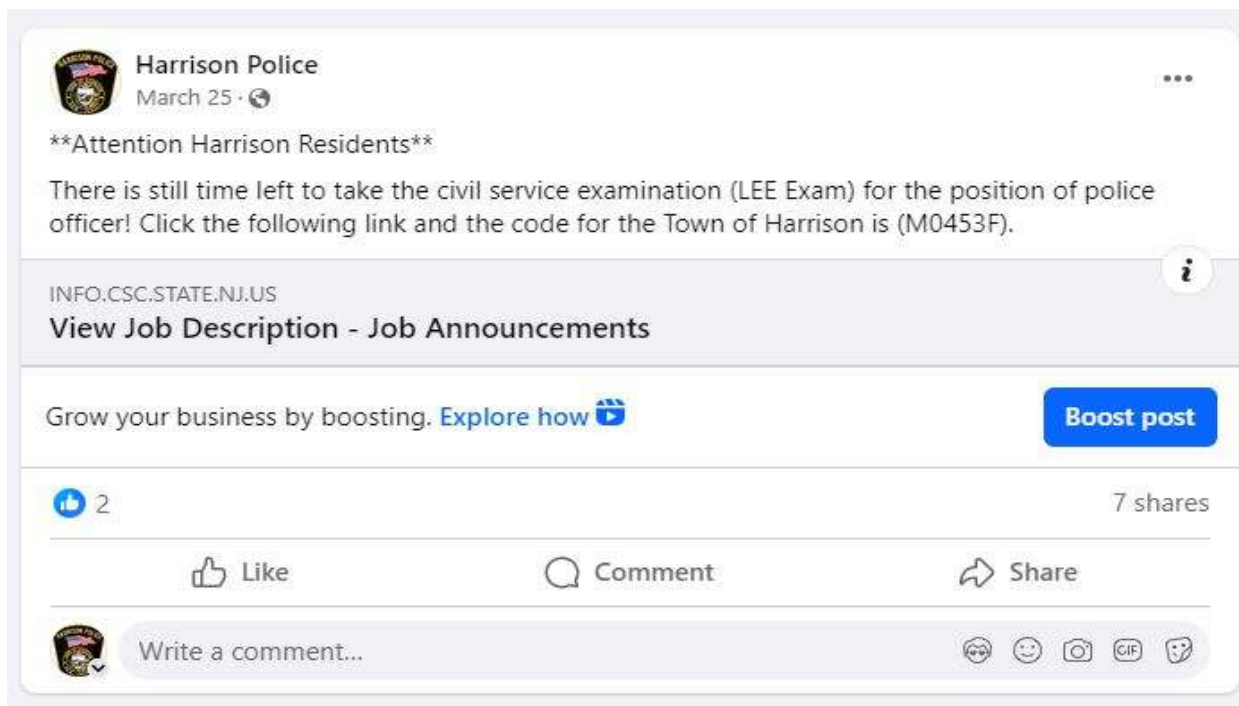 Harrison Police
March 25 ·
**Attention Harrison Residents**
There is still time left to take the civil service examination (LEE Exam) for the position of police
officer! Click the following link and the code for the Town of Harrison is (M0453F).
i
INFO.CSC.STATE.NJ.US
View Job Description - Job Announcements
Grow your business by boosting. Explore how
Boost post
2
7 shares
Like
Comment
Share
Write a comment...
GIF